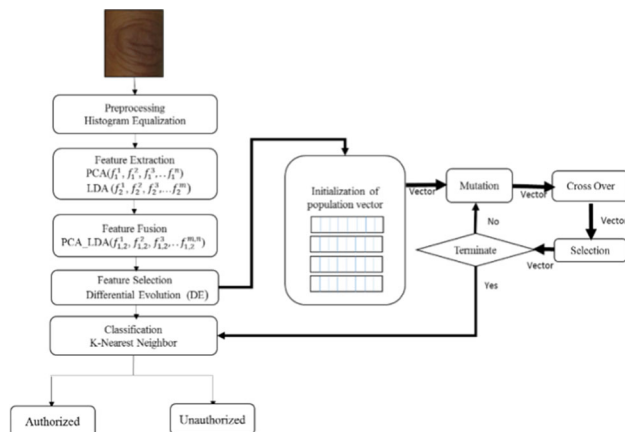 Preprocessing
Histogram Equalization
Feature Extraction
PCA(f₁¹, f₁², f₁³, ..f₁ⁿ)
LDA (f₂¹, f₂², f₂³, ...f₂ᵐ)
Feature Fusion
PCA_LDA(f₁,₂¹, f₁,₂², f₁,₂³, ..f₁,₂ᵐ,ⁿ)
Feature Selection
Differential Evolution (DE)
Classification
K-Nearest Neighbor
Authorized
Unauthorized
Initialization of
population vector
Vector
Mutation
Vector
Cross Over
Vector
Selection
Vector
Terminate
No
Yes